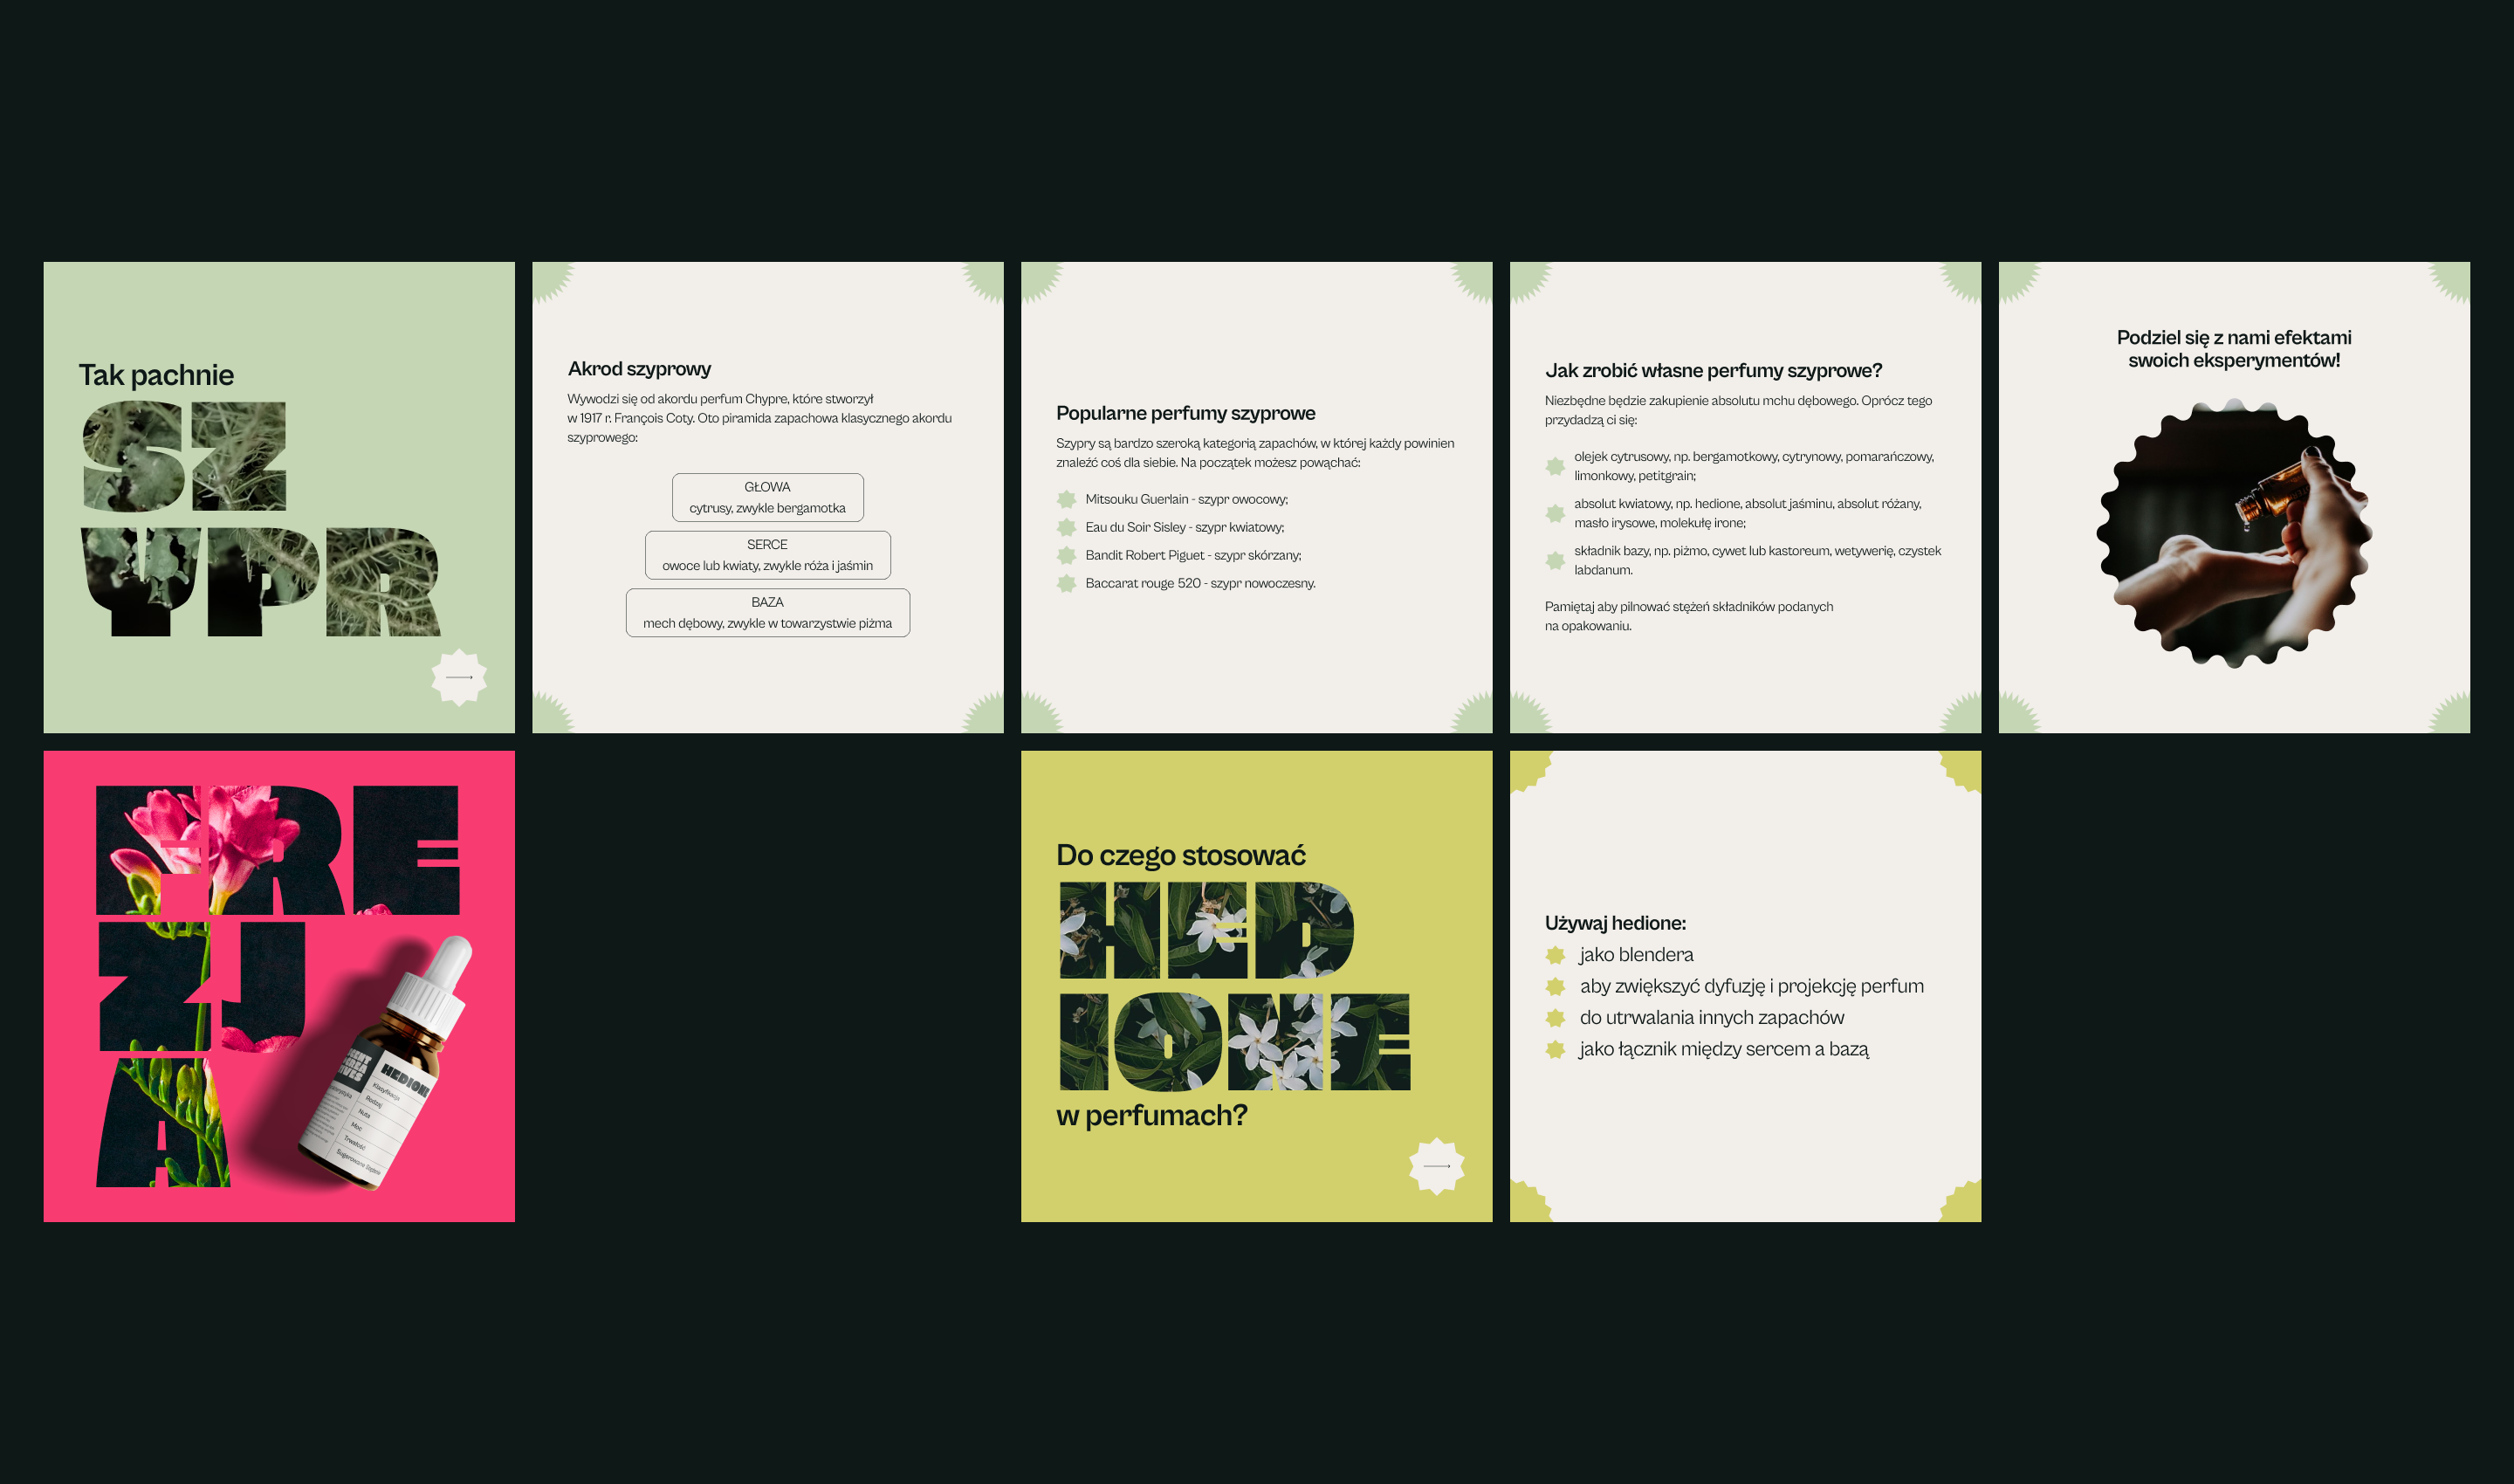 Tak pachnie
SZ
YPR
Akrod szyprowy
Wywodzi się od akordu perfum Chypre, które stworzył
w 1917 r. François Coty. Oto piramida zapachowa klasycznego akordu
szyprowego:
GŁOWA
cytrusy, zwykle bergamotka
SERCE
owoce lub kwiaty, zwykle róża i jaśmin
BAZA
mech dębowy, zwykle w towarzystwie piżma
Popularne perfumy szyprowe
Szypry są bardzo szeroką kategorią zapachów, w której każdy powinien
znaleźć coś dla siebie. Na początek możesz powąchać:
Mitsouku Guerlain - szypr owocowy;
Eau du Soir Sisley - szypr kwiatowy;
Bandit Robert Piguet - szypr skórzany;
Baccarat rouge 520 - szypr nowoczesny.
Jak zrobić własne perfumy szyprowe?
Niezbędne będzie zakupienie absolutu mchu dębowego. Oprócz tego
przydadzą ci się:
olejek cytrusowy, np. bergamotkowy, cytrynowy, pomarańczowy,
limonkowy, petitgrain;
absolut kwiatowy, np. hedione, absolut jaśminu, absolut różany,
masło irysowe, molekułę irone;
składnik bazy, np. piżmo, cywet lub kastoreum, wetywerię, czystek
labdanum.
Pamiętaj aby pilnować stężeń składników podanych
na opakowaniu.
Podziel się z nami efektami
swoich eksperymentów!
FRE
ZJ
A
HEDION
Klasyfikacja
Rodzaj
Nuta
Moc
Trwałość
Sugerowane
Do czego stosować
HED
IONE
w perfumach?
Używaj hedione:
jako blendera
aby zwiększyć dyfuzję i projekcję perfum
do utrwalania innych zapachów
jako łącznik między sercem a bazą